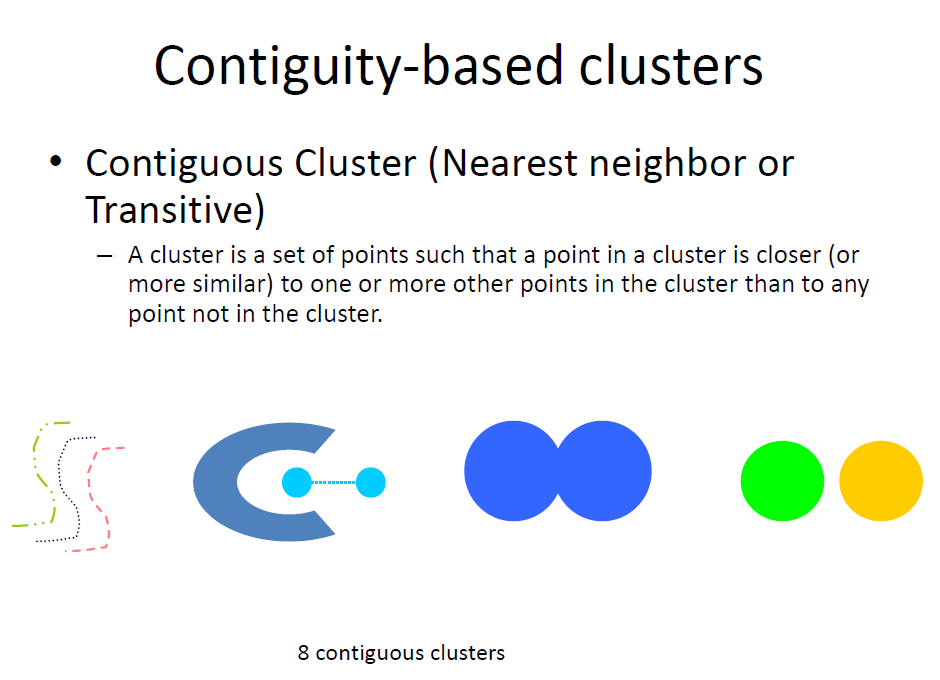 Contiguity-based clusters
• Contiguous Cluster (Nearest neighbor or
Transitive)
– A cluster is a set of points such that a point in a cluster is closer (or
more similar) to one or more other points in the cluster than to any
point not in the cluster.
8 contiguous clusters